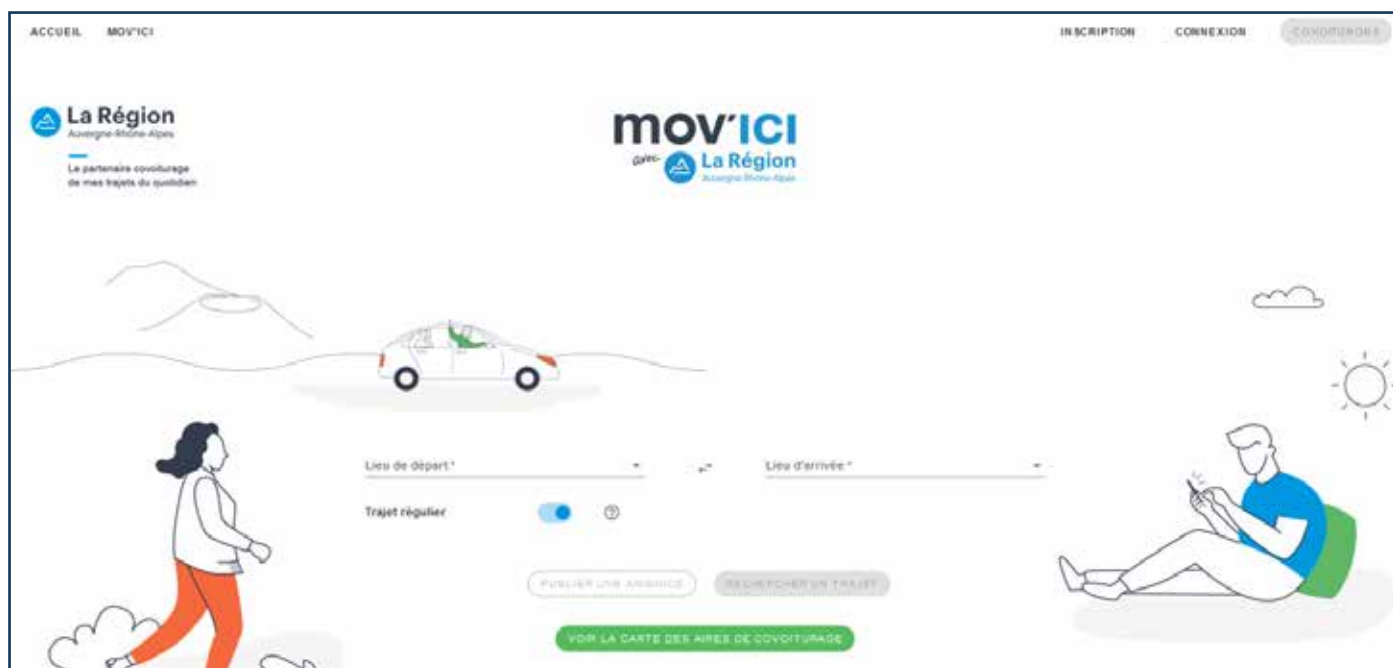 ACCUEIL MOV'ICI
INSCRIPTION CONNEXION COVOITURONS
La Région
Auvergne-Rhône-Alpes
Le partenaire covoiturage
de mes trajets du quotidien
mov'ICI
avec La Région
Auvergne-Rhône-Alpes
Lieu de départ * Lieu d'arrivée *
Trajet régulier
PUBLIER UNE ANNONCE RECHERCHER UN TRAJET
VOIR LA CARTE DES AIRES DE COVOITURAGE